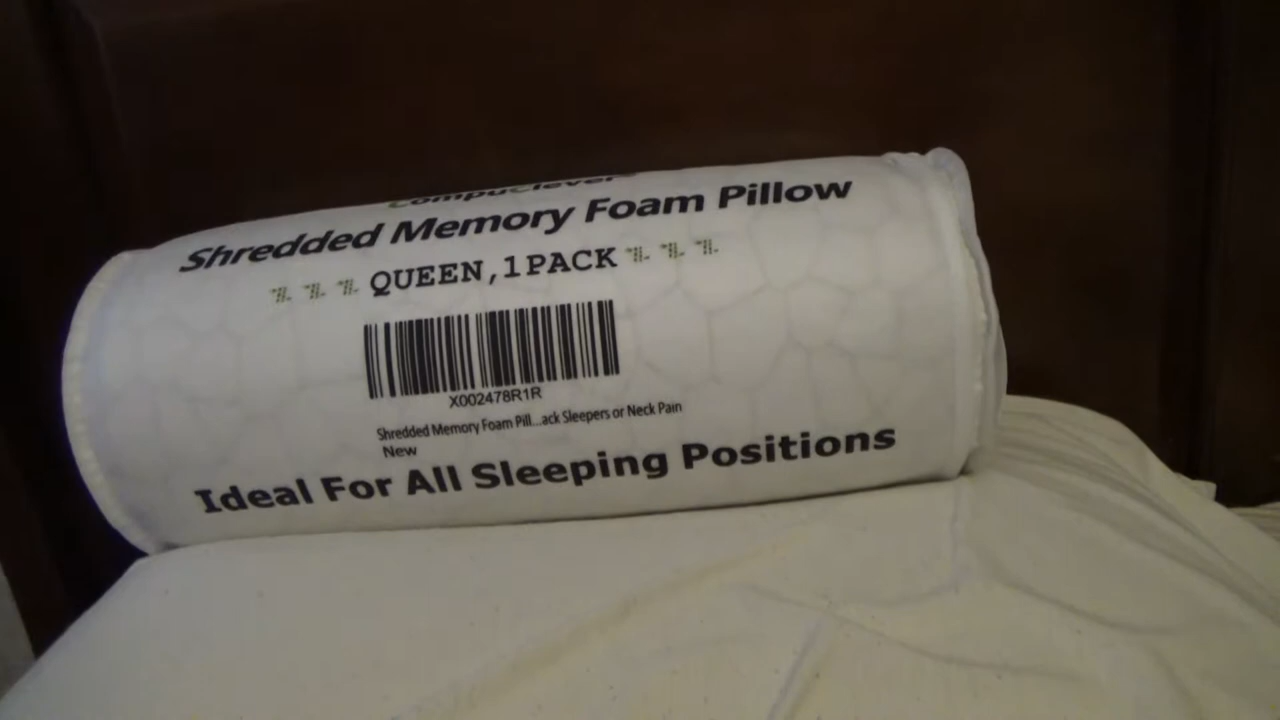 CompuClever
Shredded Memory Foam Pillow
QUEEN,1PACK
X002478R1R
Shredded Memory Foam Pill...ack Sleepers or Neck Pain
New
Ideal For All Sleeping Positions